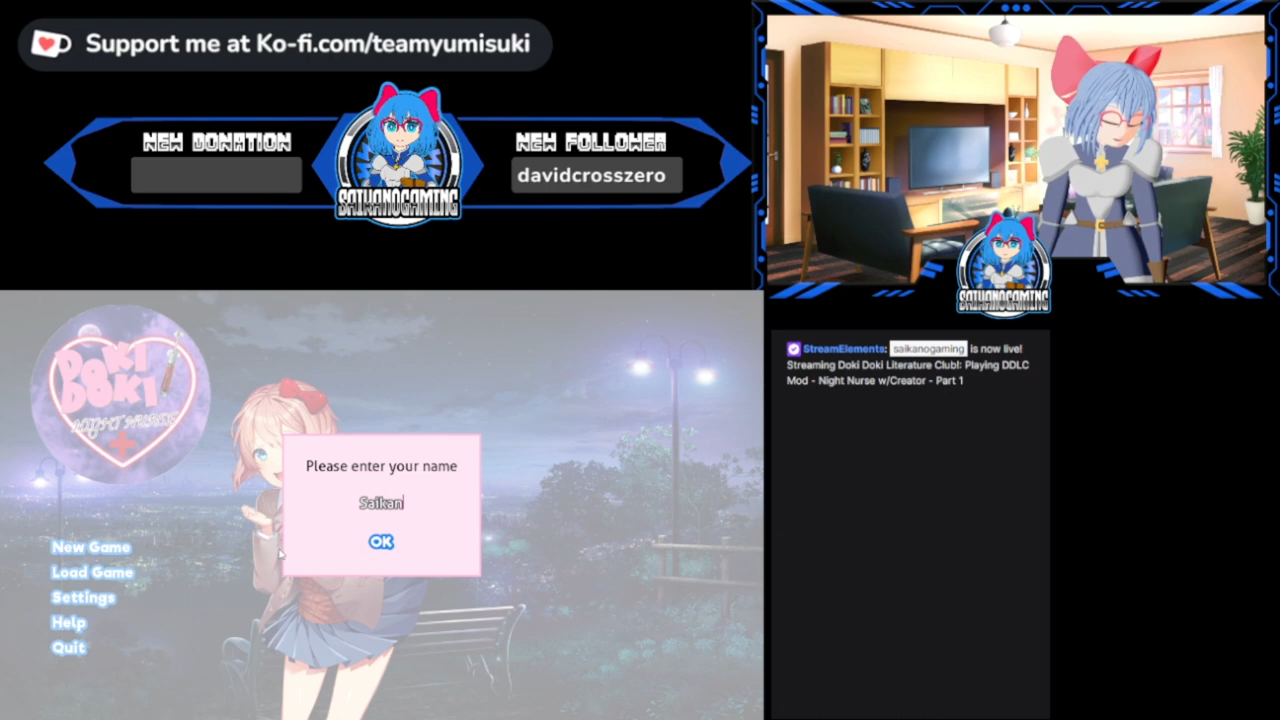 Support me at Ko-fi.com/teamyumisuki
NEW DONATION
NEW FOLLOWER
davidcrosszero
SAIKANOGAMING
SAIKANOGAMING
StreamElements: saikanogaming is now live!
Streaming Doki Doki Literature Club!: Playing DDLC
Mod - Night Nurse w/Creator - Part 1
DOKI
DOKI
NIGHT NURSE
Please enter your name
Saikan
OK
New Game
Load Game
Settings
Help
Quit